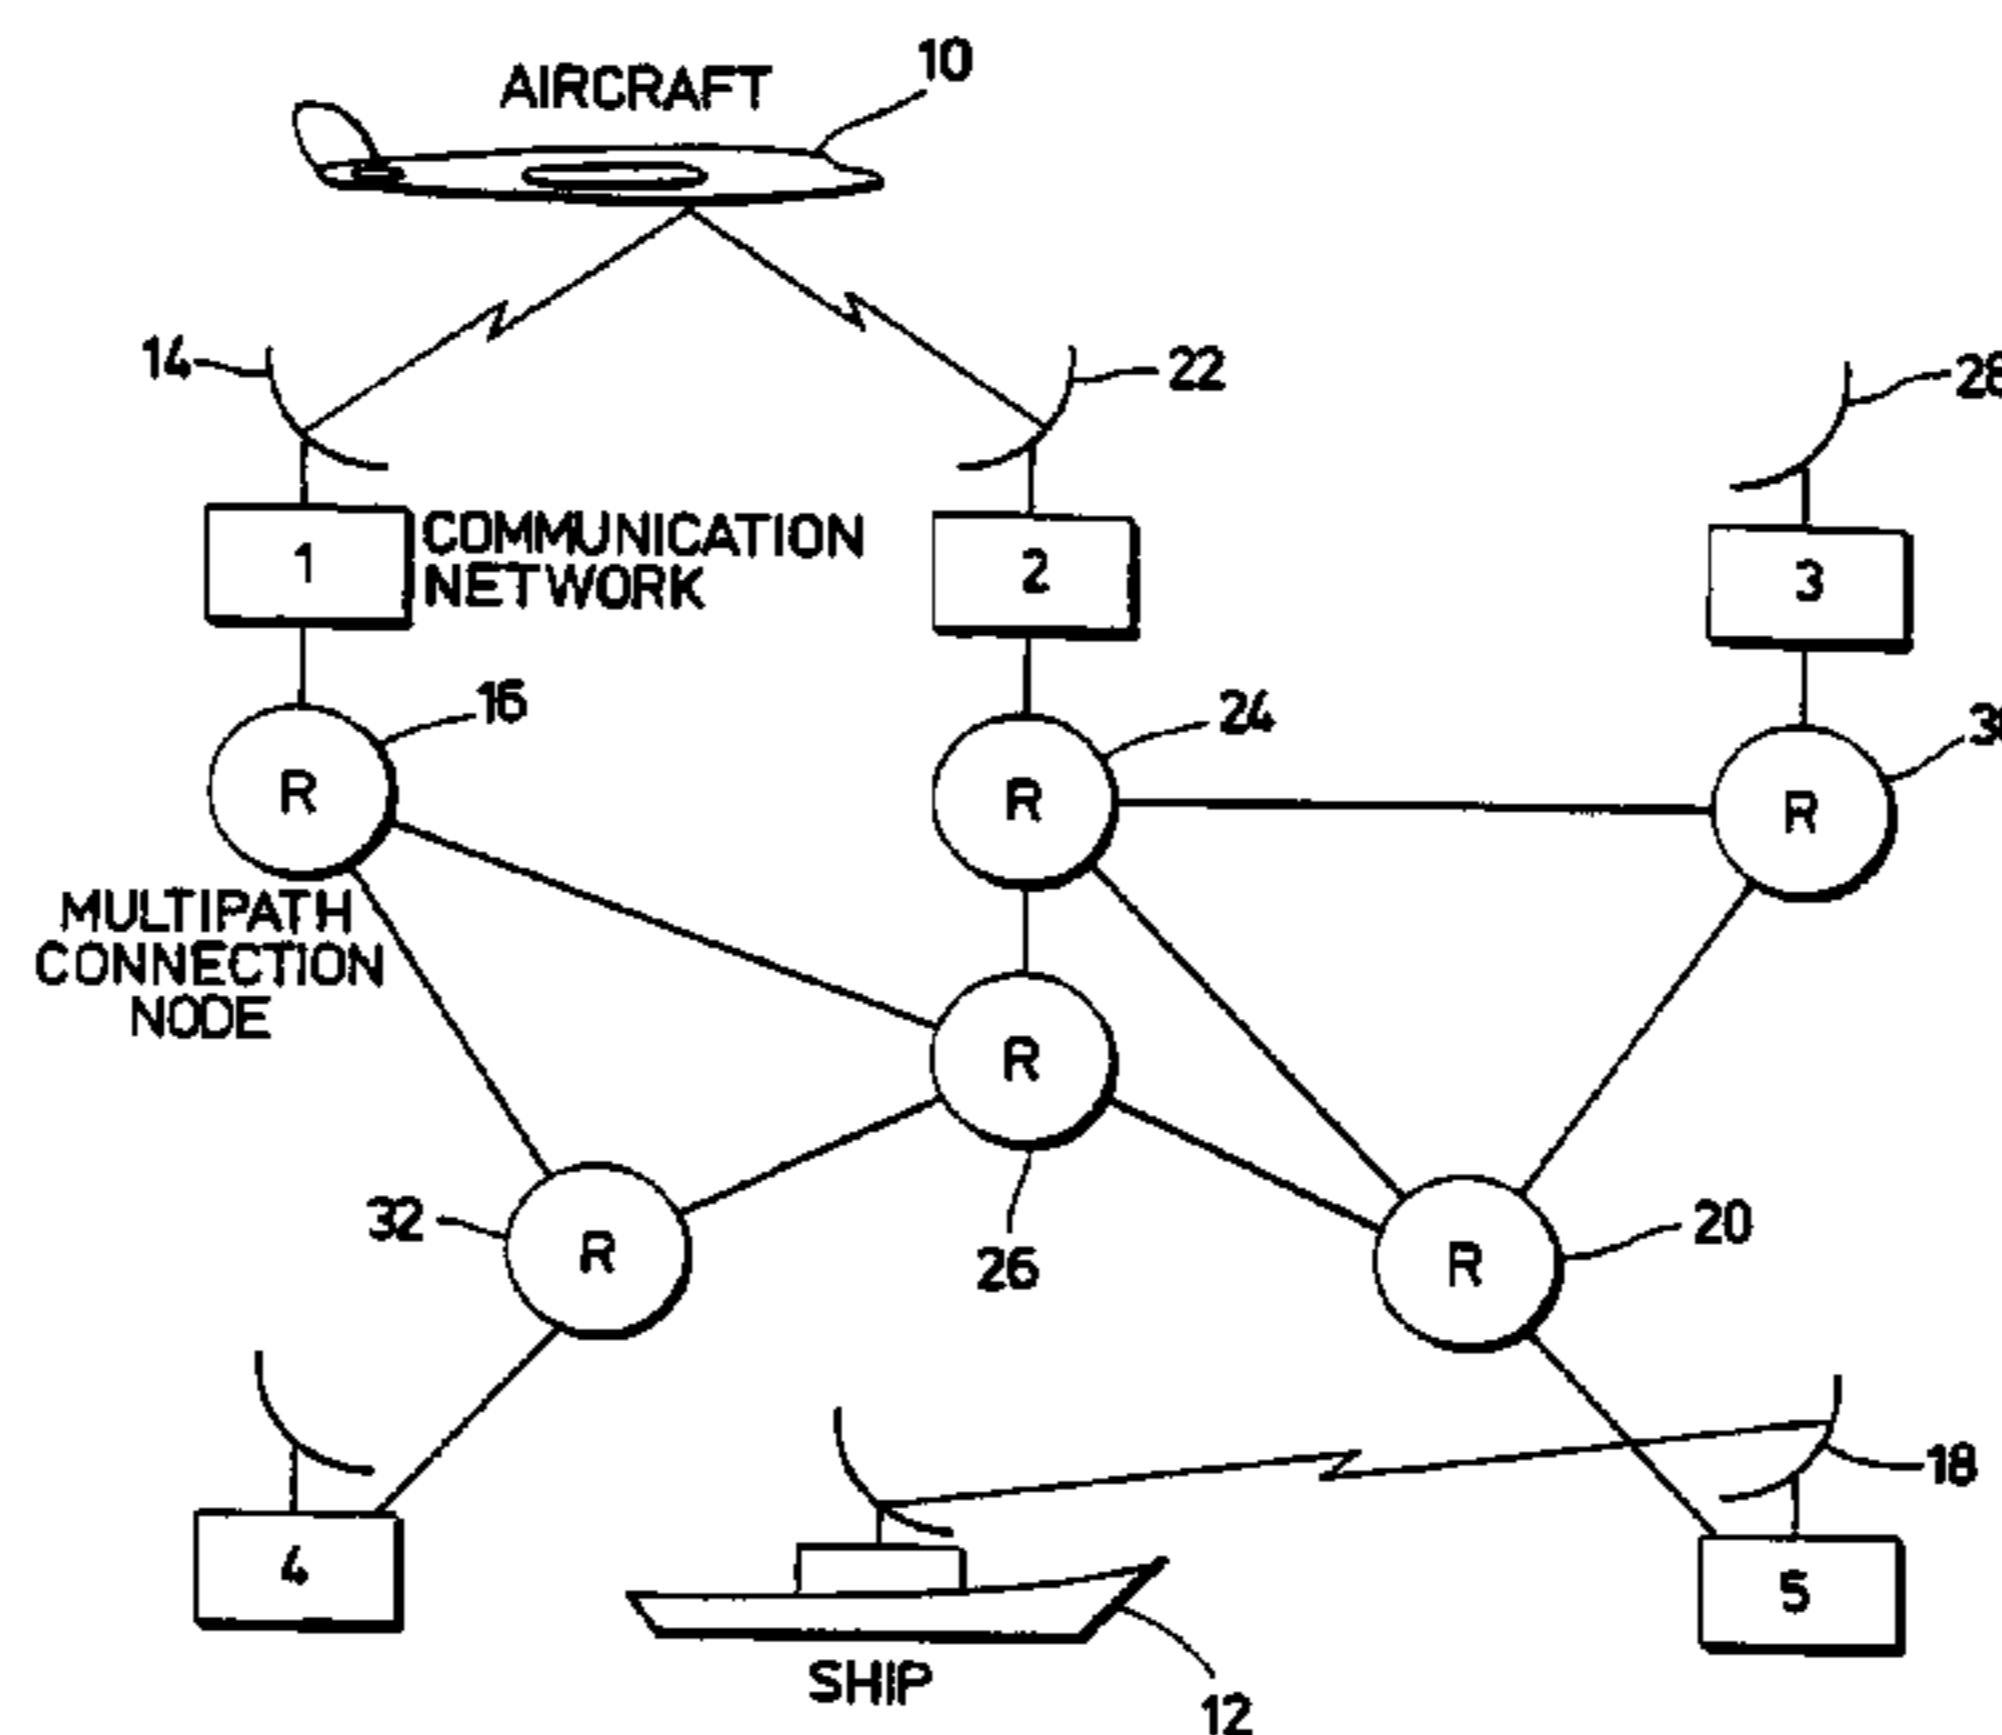 AIRCRAFT
10
14
22
1
COMMUNICATION
NETWORK
2
3
16
24
R
R
R
MULTIPATH
CONNECTION
NODE
R
32
R
26
R
20
18
4
5
SHIP
12